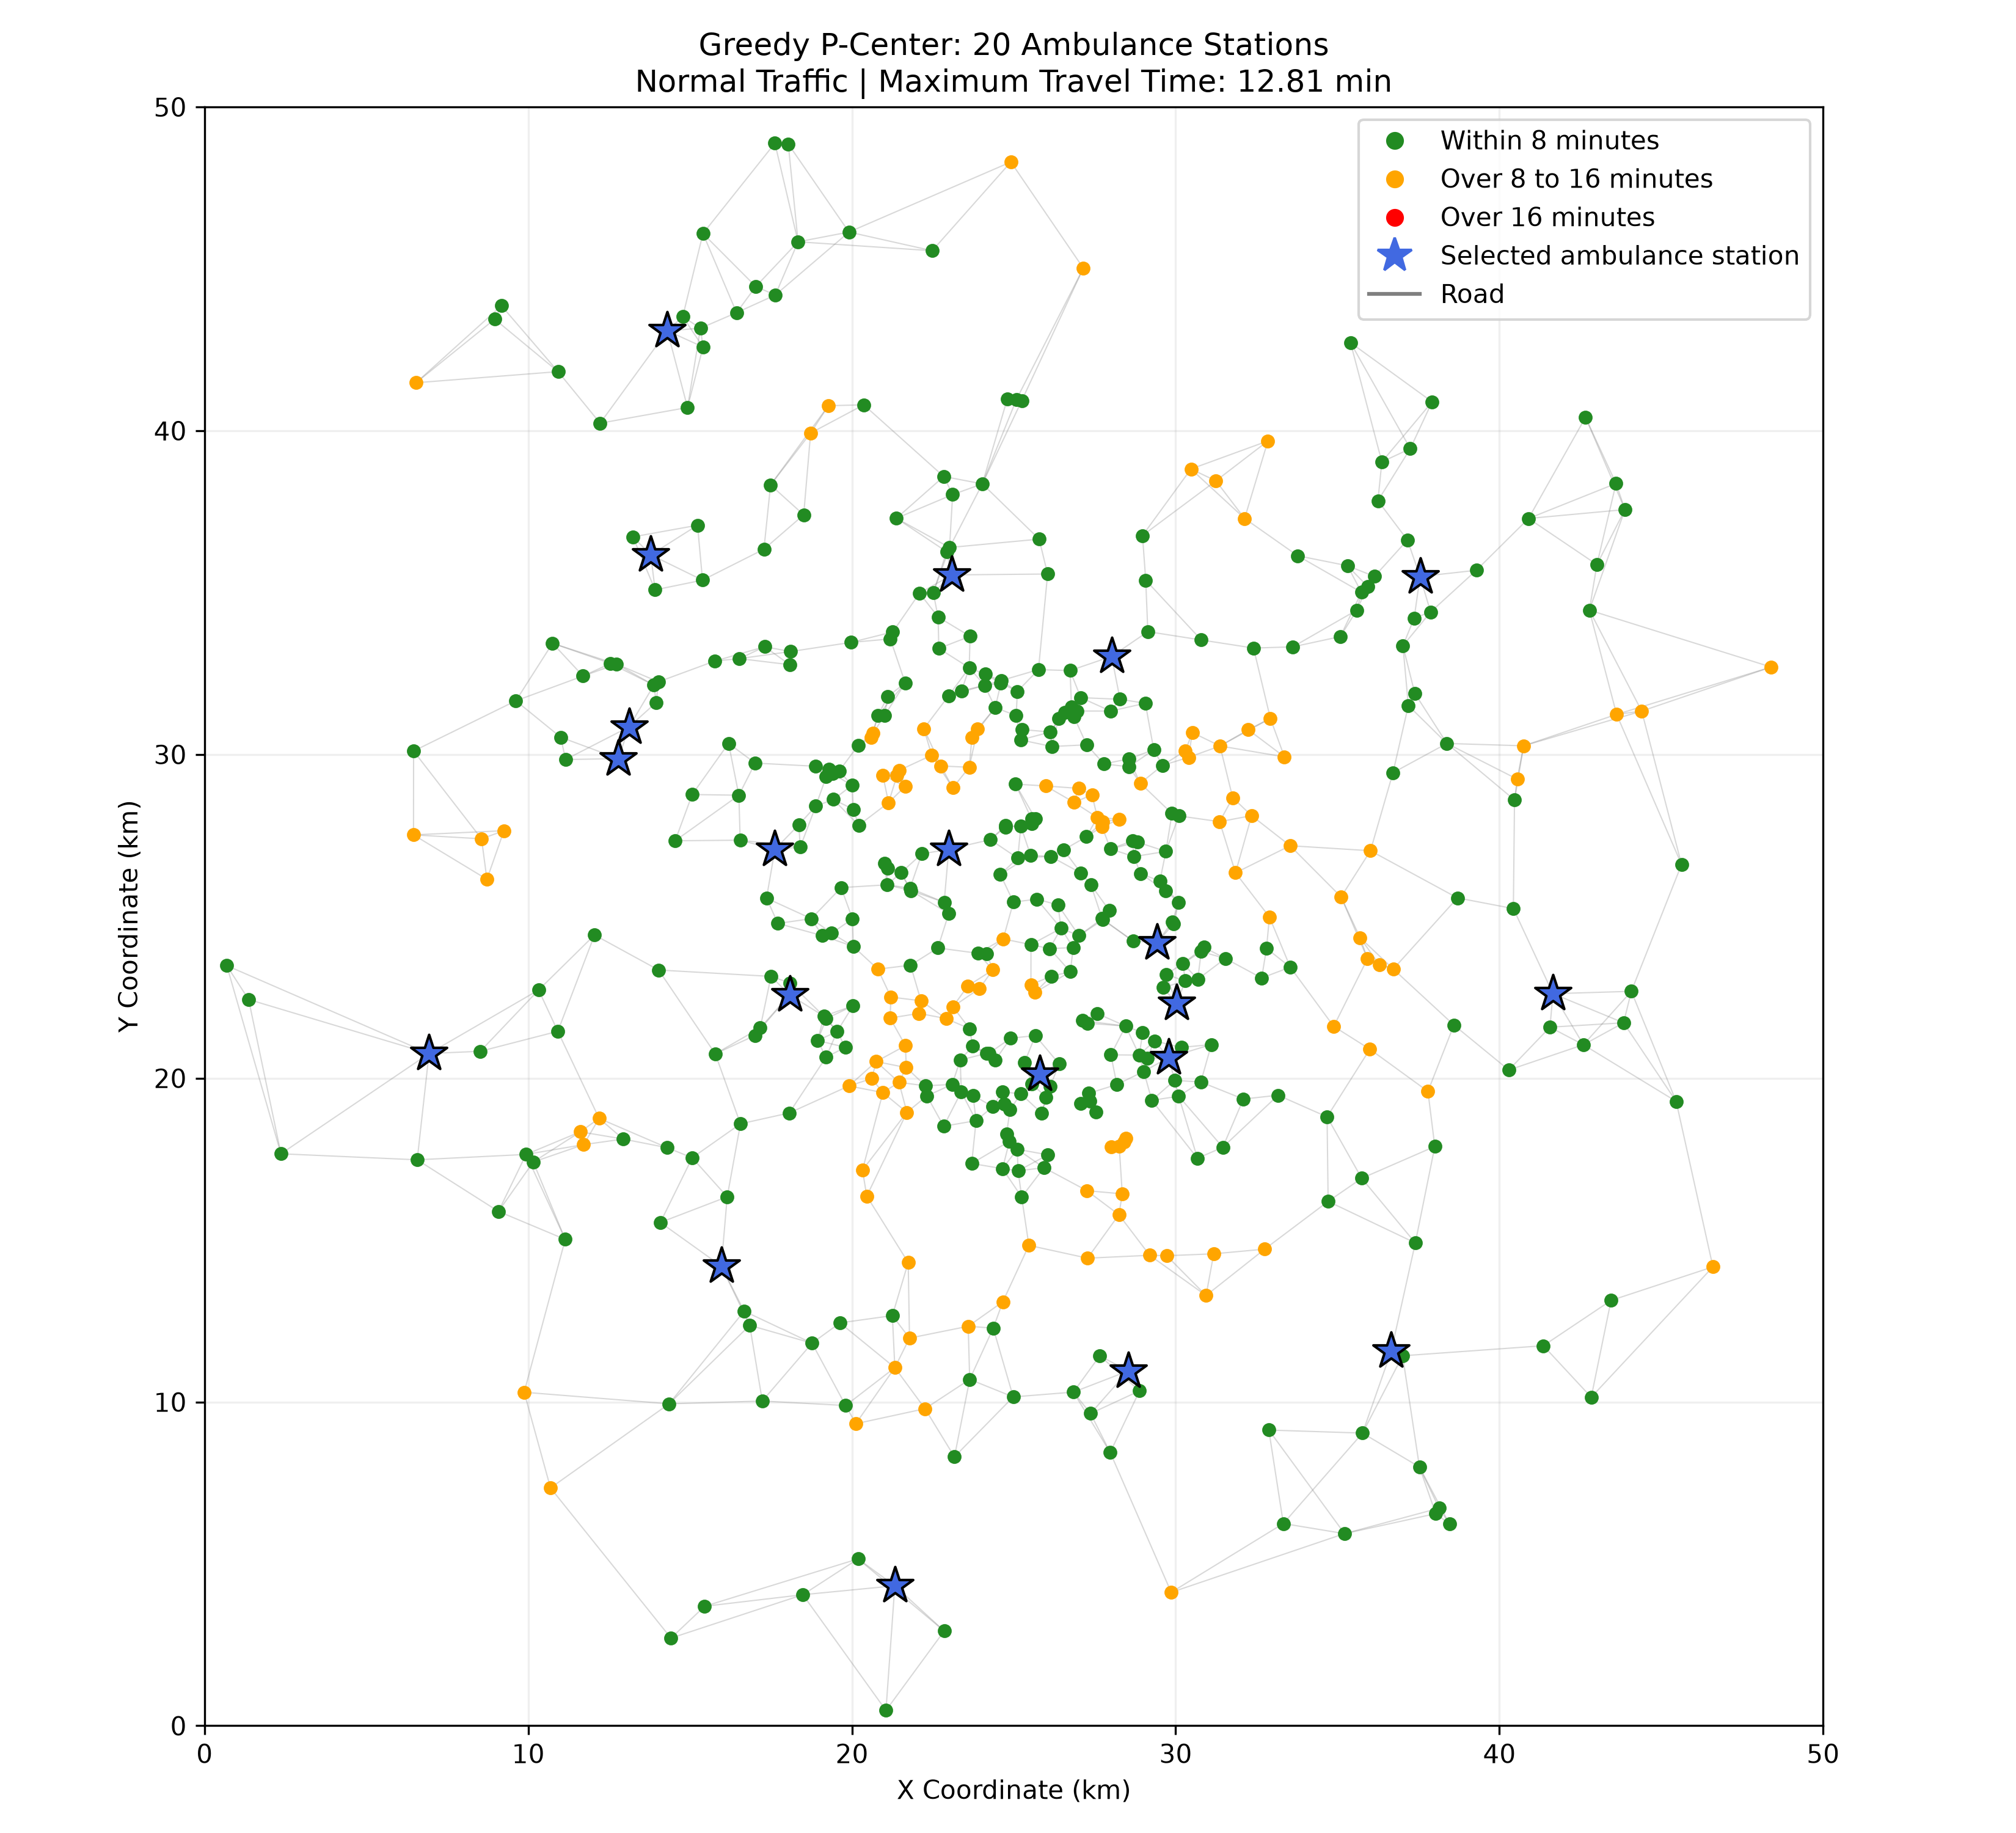 Greedy P-Center: 20 Ambulance Stations
Normal Traffic | Maximum Travel Time: 12.81 min
Within 8 minutes
Over 8 to 16 minutes
Over 16 minutes
Selected ambulance station
Road
50
40
30
20
10
0
Y Coordinate (km)
0 10 20 30 40 50
X Coordinate (km)